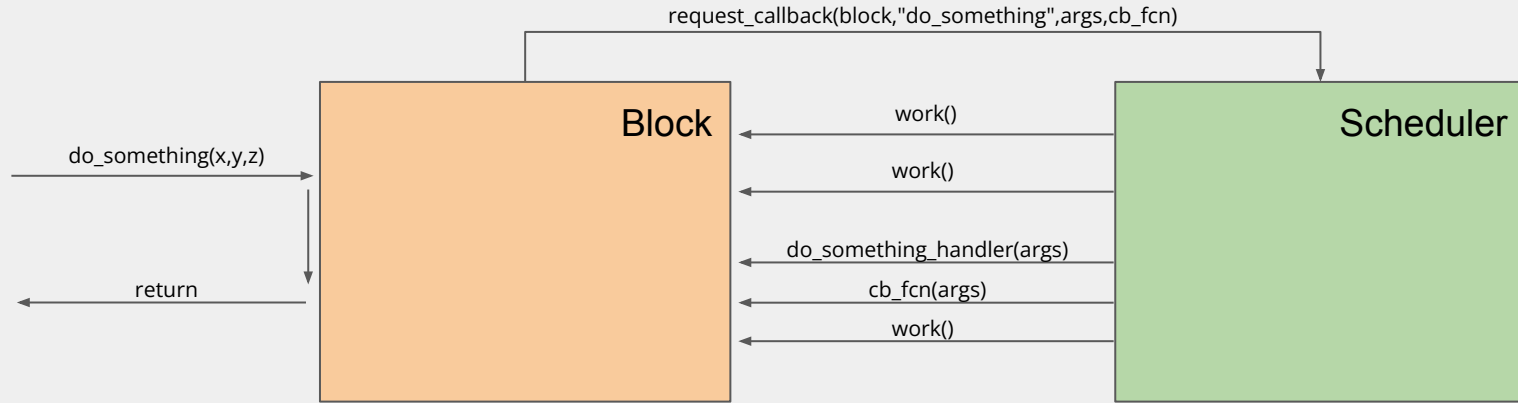 request_callback(block,"do_something",args,cb_fcn)
Block
Scheduler
work()
do_something(x,y,z)
work()
do_something_handler(args)
return
cb_fcn(args)
work()